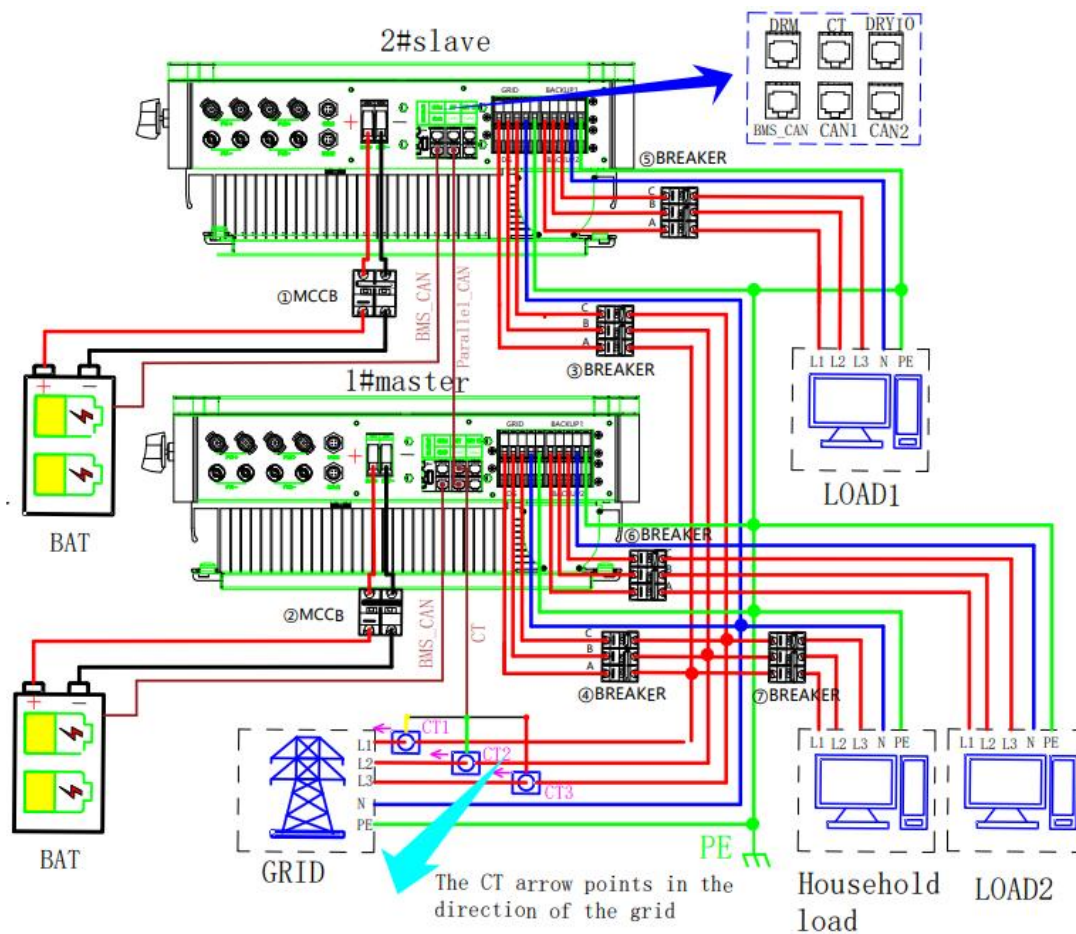 DRM CT DRYIO
BMS_CAN CAN1 CAN2
2#slave
+ −
GRID BACKUP1
⑤BREAKER
C
B
A
①MCCB
BMS_CAN
Parallel_CAN
C
B
A
③BREAKER
+ −
BAT
L1 L2 L3 N PE
LOAD1
1#master
+ −
GRID BACKUP1
⑥BREAKER
B
A
②MCCB
BMS_CAN
CT
C
B
A
④BREAKER
⑦BREAKER
+ −
BAT
CT1
CT2
CT3
L1
L2
L3
N
PE
GRID
The CT arrow points in the
direction of the grid
PE
L1 L2 L3 N PE
Household
load
L1 L2 L3 N PE
LOAD2